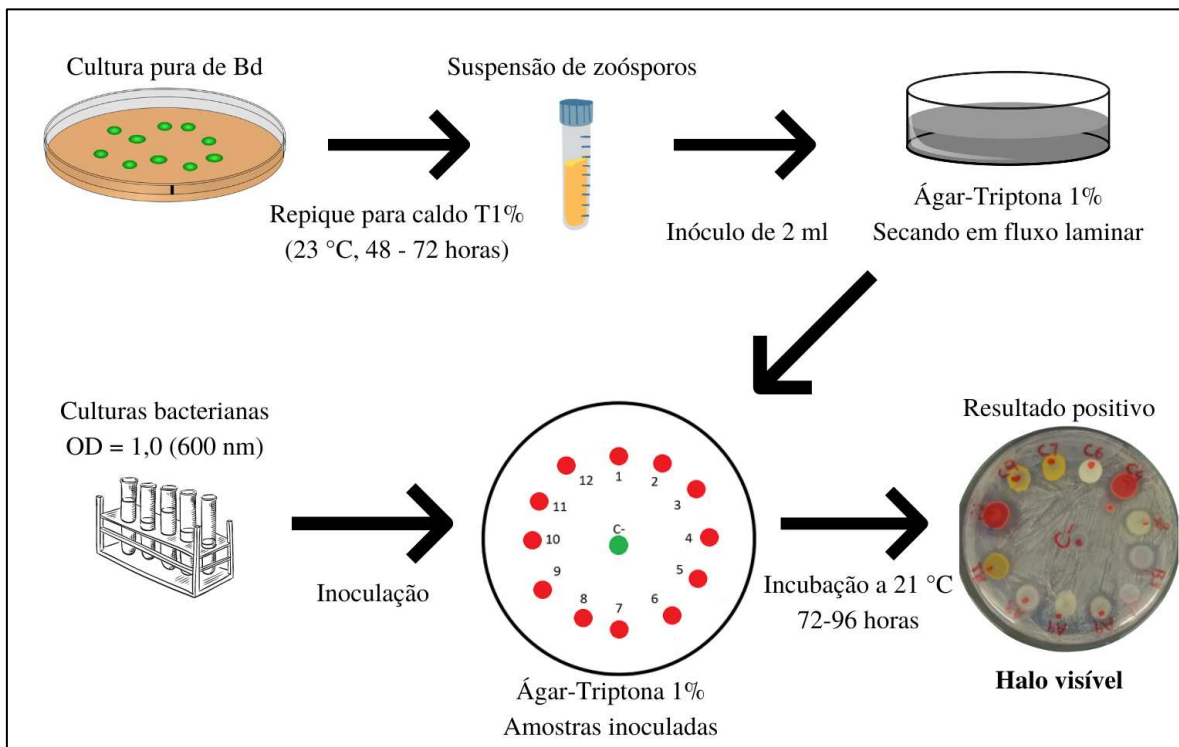 Cultura pura de Bd
Suspensão de zoósporos
Repique para caldo T1%
(23 °C, 48 - 72 horas)
Inóculo de 2 ml
Ágar-Triptona 1%
Secando em fluxo laminar
Culturas bacterianas
OD = 1,0 (600 nm)
Inoculação
1
2
3
4
5
6
7
8
9
10
11
12
C-
Ágar-Triptona 1%
Amostras inoculadas
Incubação a 21 °C
72-96 horas
Resultado positivo
C7
C6
C-
Halo visível